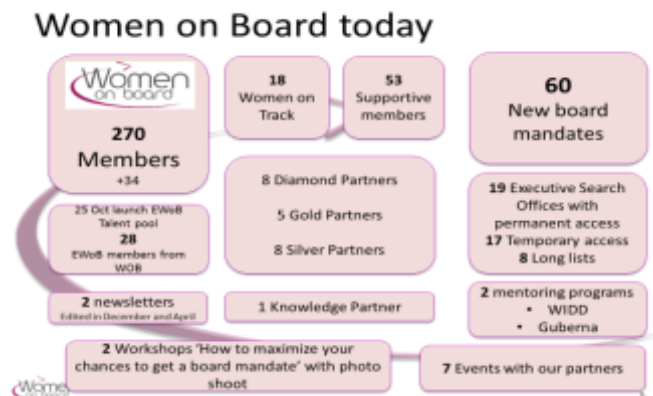 Women on Board today
Women
on board
270
Members
+34
18
Women on
Track
53
Supportive
members
60
New board
mandates
25 Oct launch EWoB
Talent pool
28
EWoB members from
WOB
8 Diamond Partners
5 Gold Partners
8 Silver Partners
19 Executive Search
Offices with
permanent access
17 Temporary access
8 Long lists
2 newsletters
Edited in December and April
1 Knowledge Partner
2 mentoring programs
• WIDD
• Guberna
2 Workshops ‘How to maximize your
chances to get a board mandate’ with photo
shoot
7 Events with our partners
Women